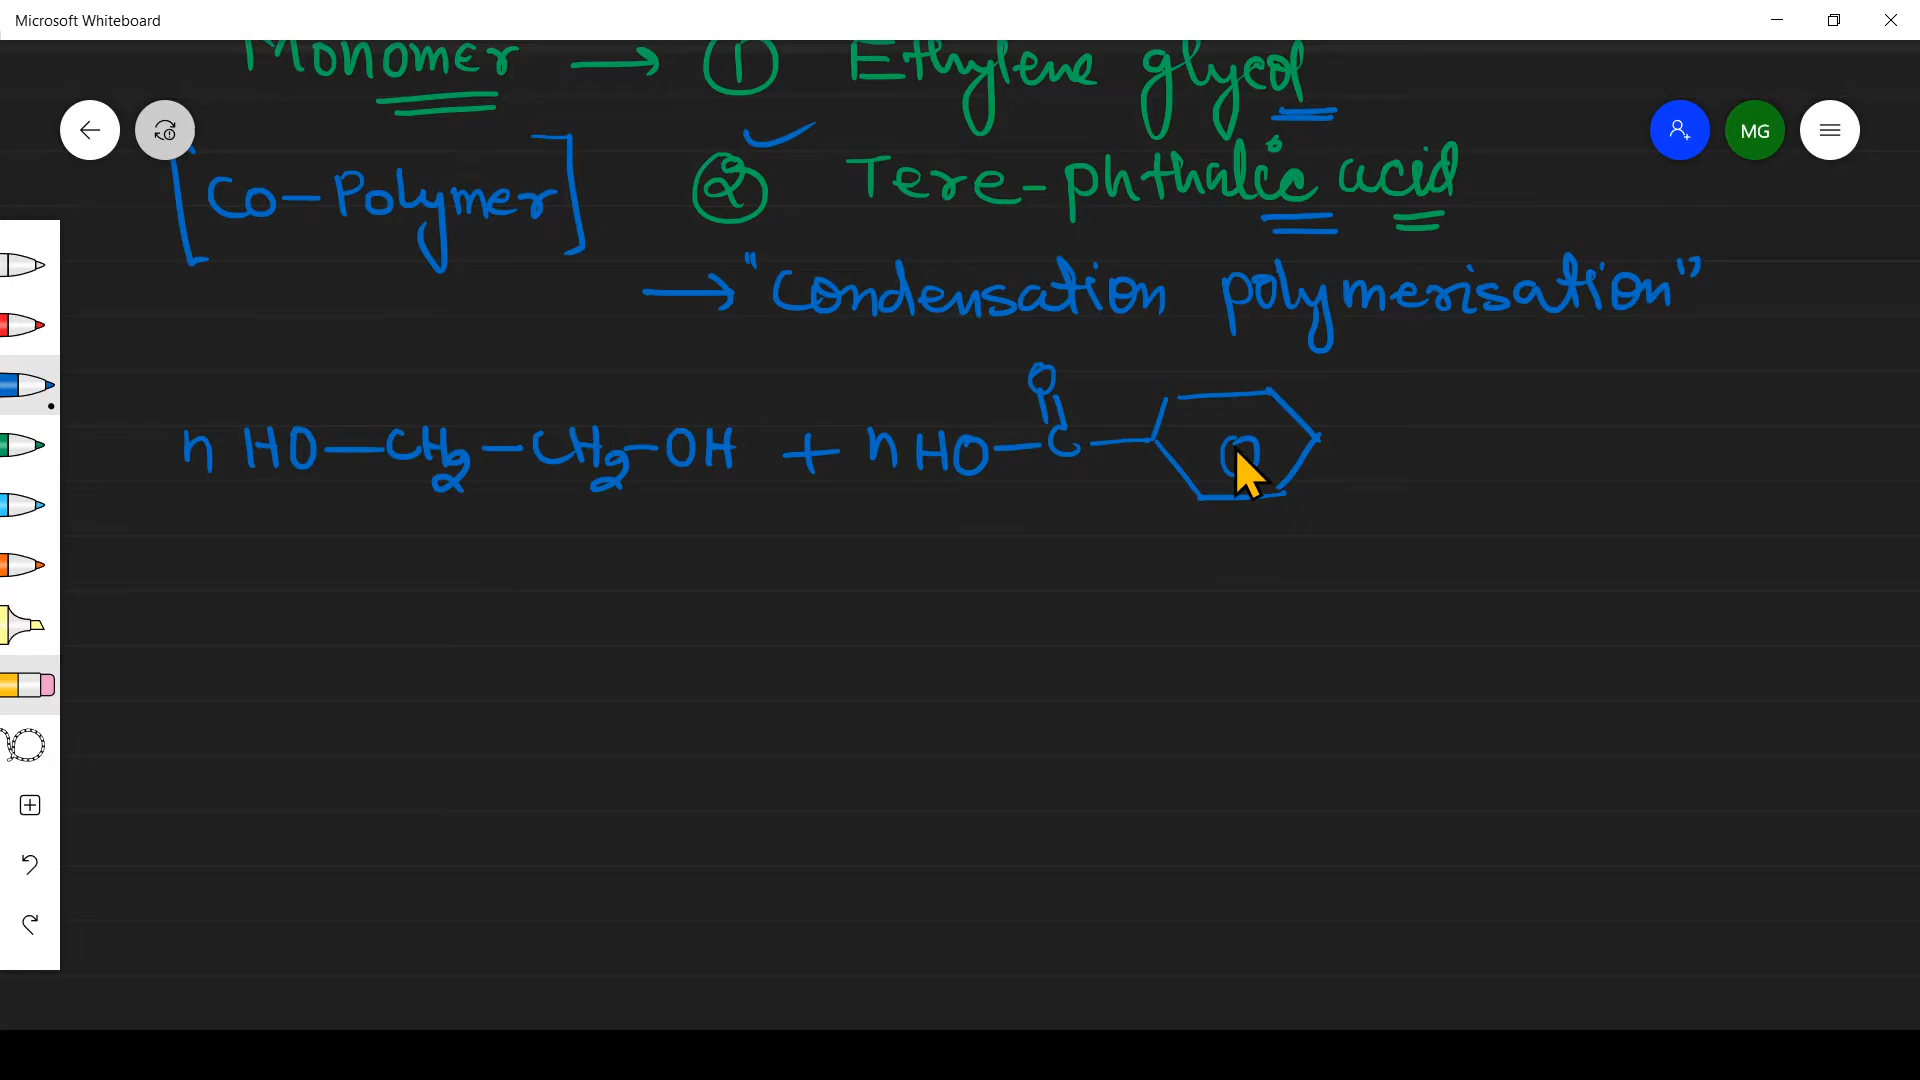 Microsoft Whiteboard
Monomer → ① Ethylene glycol
MG
[Co-Polymer] ② Tere-phthalic acid
→ "Condensation polymerisation"
O
n HO—CH₂—CH₂—OH + n HO—C—